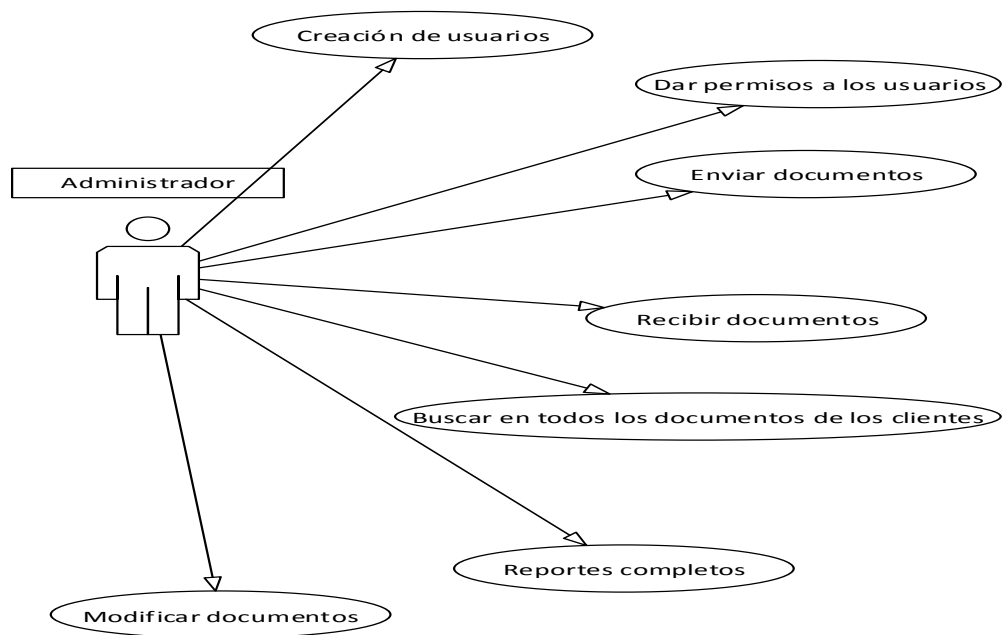 Creación de usuarios
Dar permisos a los usuarios
Administrador
Enviar documentos
Recibir documentos
Buscar en todos los documentos de los clientes
Reportes completos
Modificar documentos